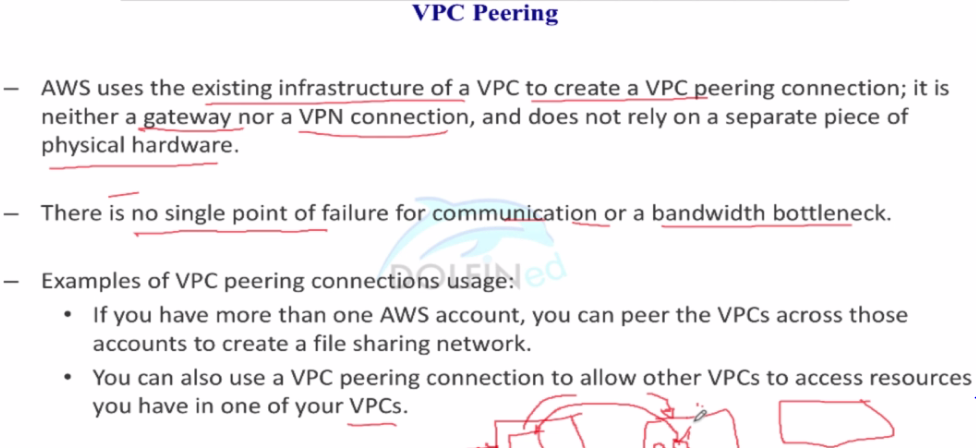 VPC Peering
– AWS uses the existing infrastructure of a VPC to create a VPC peering connection; it is
neither a gateway nor a VPN connection, and does not rely on a separate piece of
physical hardware.
– There is no single point of failure for communication or a bandwidth bottleneck.
DOLFINed
– Examples of VPC peering connections usage:
• If you have more than one AWS account, you can peer the VPCs across those
accounts to create a file sharing network.
• You can also use a VPC peering connection to allow other VPCs to access resources
you have in one of your VPCs.